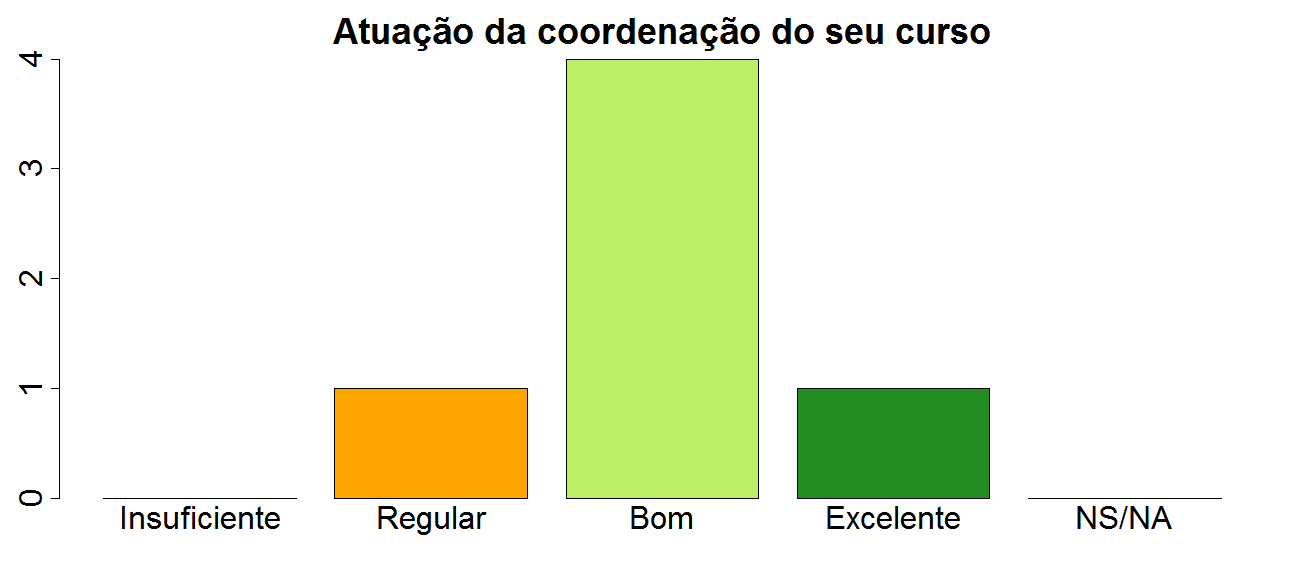 Atuação da coordenação do seu curso
4
3
2
1
0
Insuficiente Regular Bom Excelente NS/NA